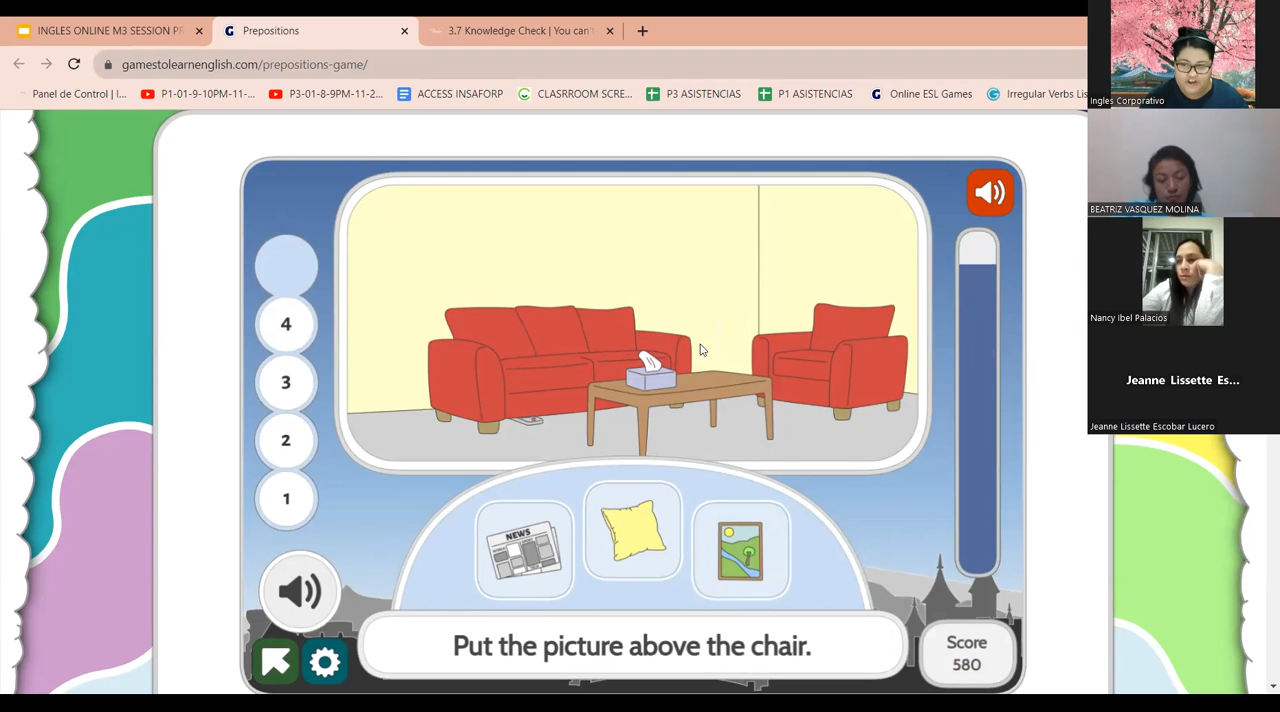 INGLES ONLINE M3 SESSION PR
Prepositions
3.7 Knowledge Check | You can'
gamestolearnenglish.com/prepositions-game/
Panel de Control | I...
P1-01-9-10PM-11-...
P3-01-8-9PM-11-2...
ACCESS INSAFORP
CLASRROOM SCRE...
P3 ASISTENCIAS
P1 ASISTENCIAS
Online ESL Games
Irregular Verbs Lis
Ingles Corporativo
BEATRIZ VASQUEZ MOLINA
Nancy Ibel Palacios
Jeanne Lissette Es...
Jeanne Lissette Escobar Lucero
4
3
2
1
NEWS
Put the picture above the chair.
Score
580